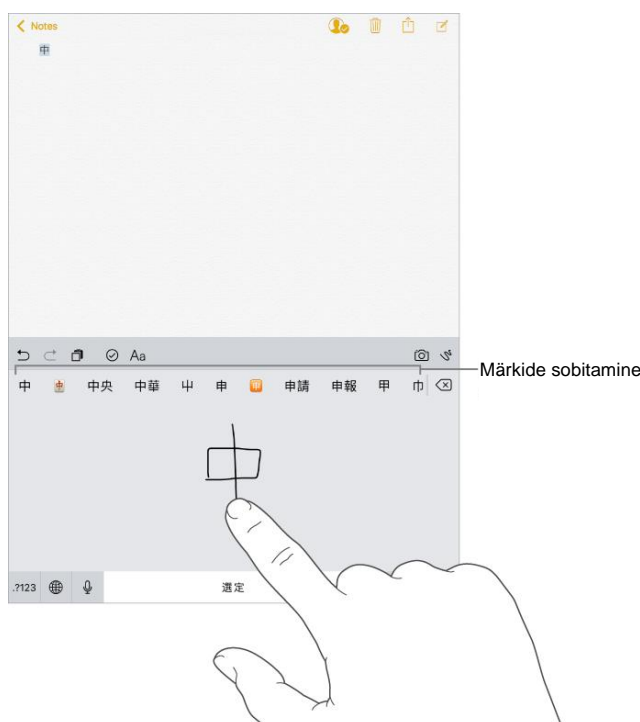 Notes
中
Aa
Märkide sobitamine
中 🀄 中央 中華 屮 申 🈸 申請 申報 甲 巾
中
.?123 選定